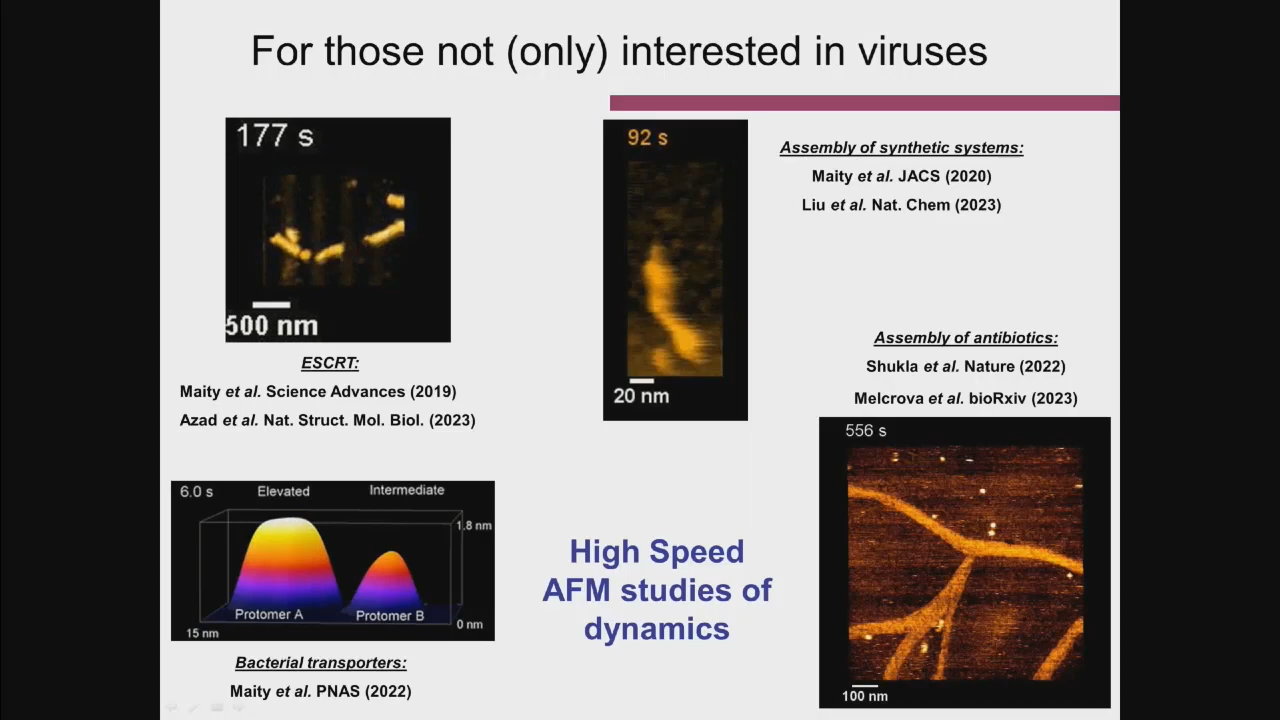 For those not (only) interested in viruses
177 s
500 nm
ESCRT:
Maity et al. Science Advances (2019)
Azad et al. Nat. Struct. Mol. Biol. (2023)
92 s
20 nm
Assembly of synthetic systems:
Maity et al. JACS (2020)
Liu et al. Nat. Chem (2023)
Assembly of antibiotics:
Shukla et al. Nature (2022)
Melcrova et al. bioRxiv (2023)
556 s
100 nm
6.0 s
Elevated
Intermediate
1.8 nm
Protomer A
Protomer B
0 nm
15 nm
Bacterial transporters:
Maity et al. PNAS (2022)
High Speed
AFM studies of
dynamics